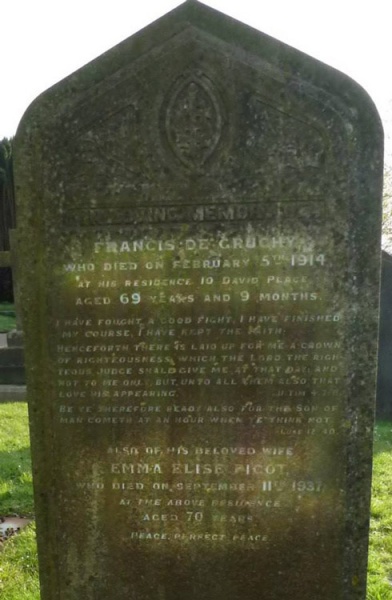 IN LOVING MEMORY
FRANCIS DE GRUCHY,
WHO DIED ON FEBRUARY 5TH 1914
AT HIS RESIDENCE 10 DAVID PLACE
AGED 69 YEARS AND 9 MONTHS.
I HAVE FOUGHT A GOOD FIGHT, I HAVE FINISHED
MY COURSE, I HAVE KEPT THE FAITH.
HENCEFORTH THERE IS LAID UP FOR ME A CROWN
OF RIGHTEOUSNESS, WHICH THE LORD THE RIGH-
TEOUS JUDGE SHALL GIVE ME AT THAT DAY, AND
NOT TO ME ONLY, BUT UNTO ALL THEM ALSO THAT
LOVE HIS APPEARING.
II TIM 4.
BE YE THEREFORE READY ALSO FOR THE SON OF
MAN COMETH AT AN HOUR WHEN YE THINK NOT.
LUKE 12. 40
ALSO OF HIS BELOVED WIFE
EMMA ELISE PICOT,
WHO DIED ON SEPTEMBER 11TH 1937
AT THE ABOVE RESIDENCE
AGED 70 YEARS
PEACE, PERFECT PEACE